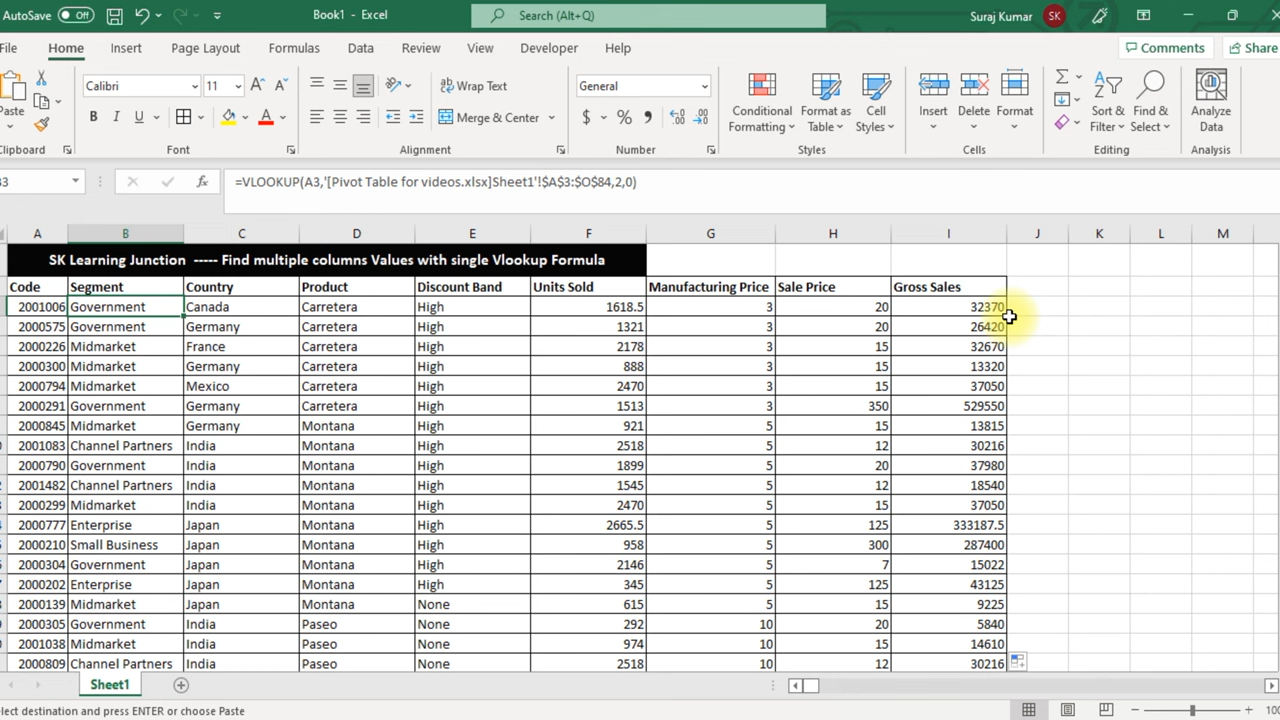 AutoSave Off Book1 - Excel Search (Alt+Q) Suraj Kumar SK
File Home Insert Page Layout Formulas Data Review View Developer Help Comments Share
Paste Calibri 11 Wrap Text General Conditional Formatting Format as Table Cell Styles Insert Delete Format Sort & Filter Find & Select Analyze Data
B I U Merge & Center $ %
Clipboard Font Alignment Number Styles Cells Editing Analysis
=VLOOKUP(A3,'[Pivot Table for videos.xlsx]Sheet1'!$A$3:$O$84,2,0)
A B C D E F G H I J K L M
SK Learning Junction ----- Find multiple columns Values with single Vlookup Formula
Code Segment Country Product Discount Band Units Sold Manufacturing Price Sale Price Gross Sales
2001006 Government Canada Carretera High 1618.5 3 20 32370
2000575 Government Germany Carretera High 1321 3 20 26420
2000226 Midmarket France Carretera High 2178 3 15 32670
2000300 Midmarket Germany Carretera High 888 3 15 13320
2000794 Midmarket Mexico Carretera High 2470 3 15 37050
2000291 Government Germany Carretera High 1513 3 350 529550
2000845 Midmarket Germany Montana High 921 5 15 13815
2001083 Channel Partners India Montana High 2518 5 12 30216
2000790 Government India Montana High 1899 5 20 37980
2001482 Channel Partners India Montana High 1545 5 12 18540
2000299 Midmarket India Montana High 2470 5 15 37050
2000777 Enterprise Japan Montana High 2665.5 5 125 333187.5
2000210 Small Business Japan Montana High 958 5 300 287400
2000304 Government Japan Montana High 2146 5 7 15022
2000202 Enterprise Japan Montana High 345 5 125 43125
2000139 Midmarket Japan Montana None 615 5 15 9225
2000305 Government India Paseo None 292 10 20 5840
2001038 Midmarket India Paseo None 974 10 15 14610
2000809 Channel Partners India Paseo None 2518 10 12 30216
Sheet1
elect destination and press ENTER or choose Paste 100